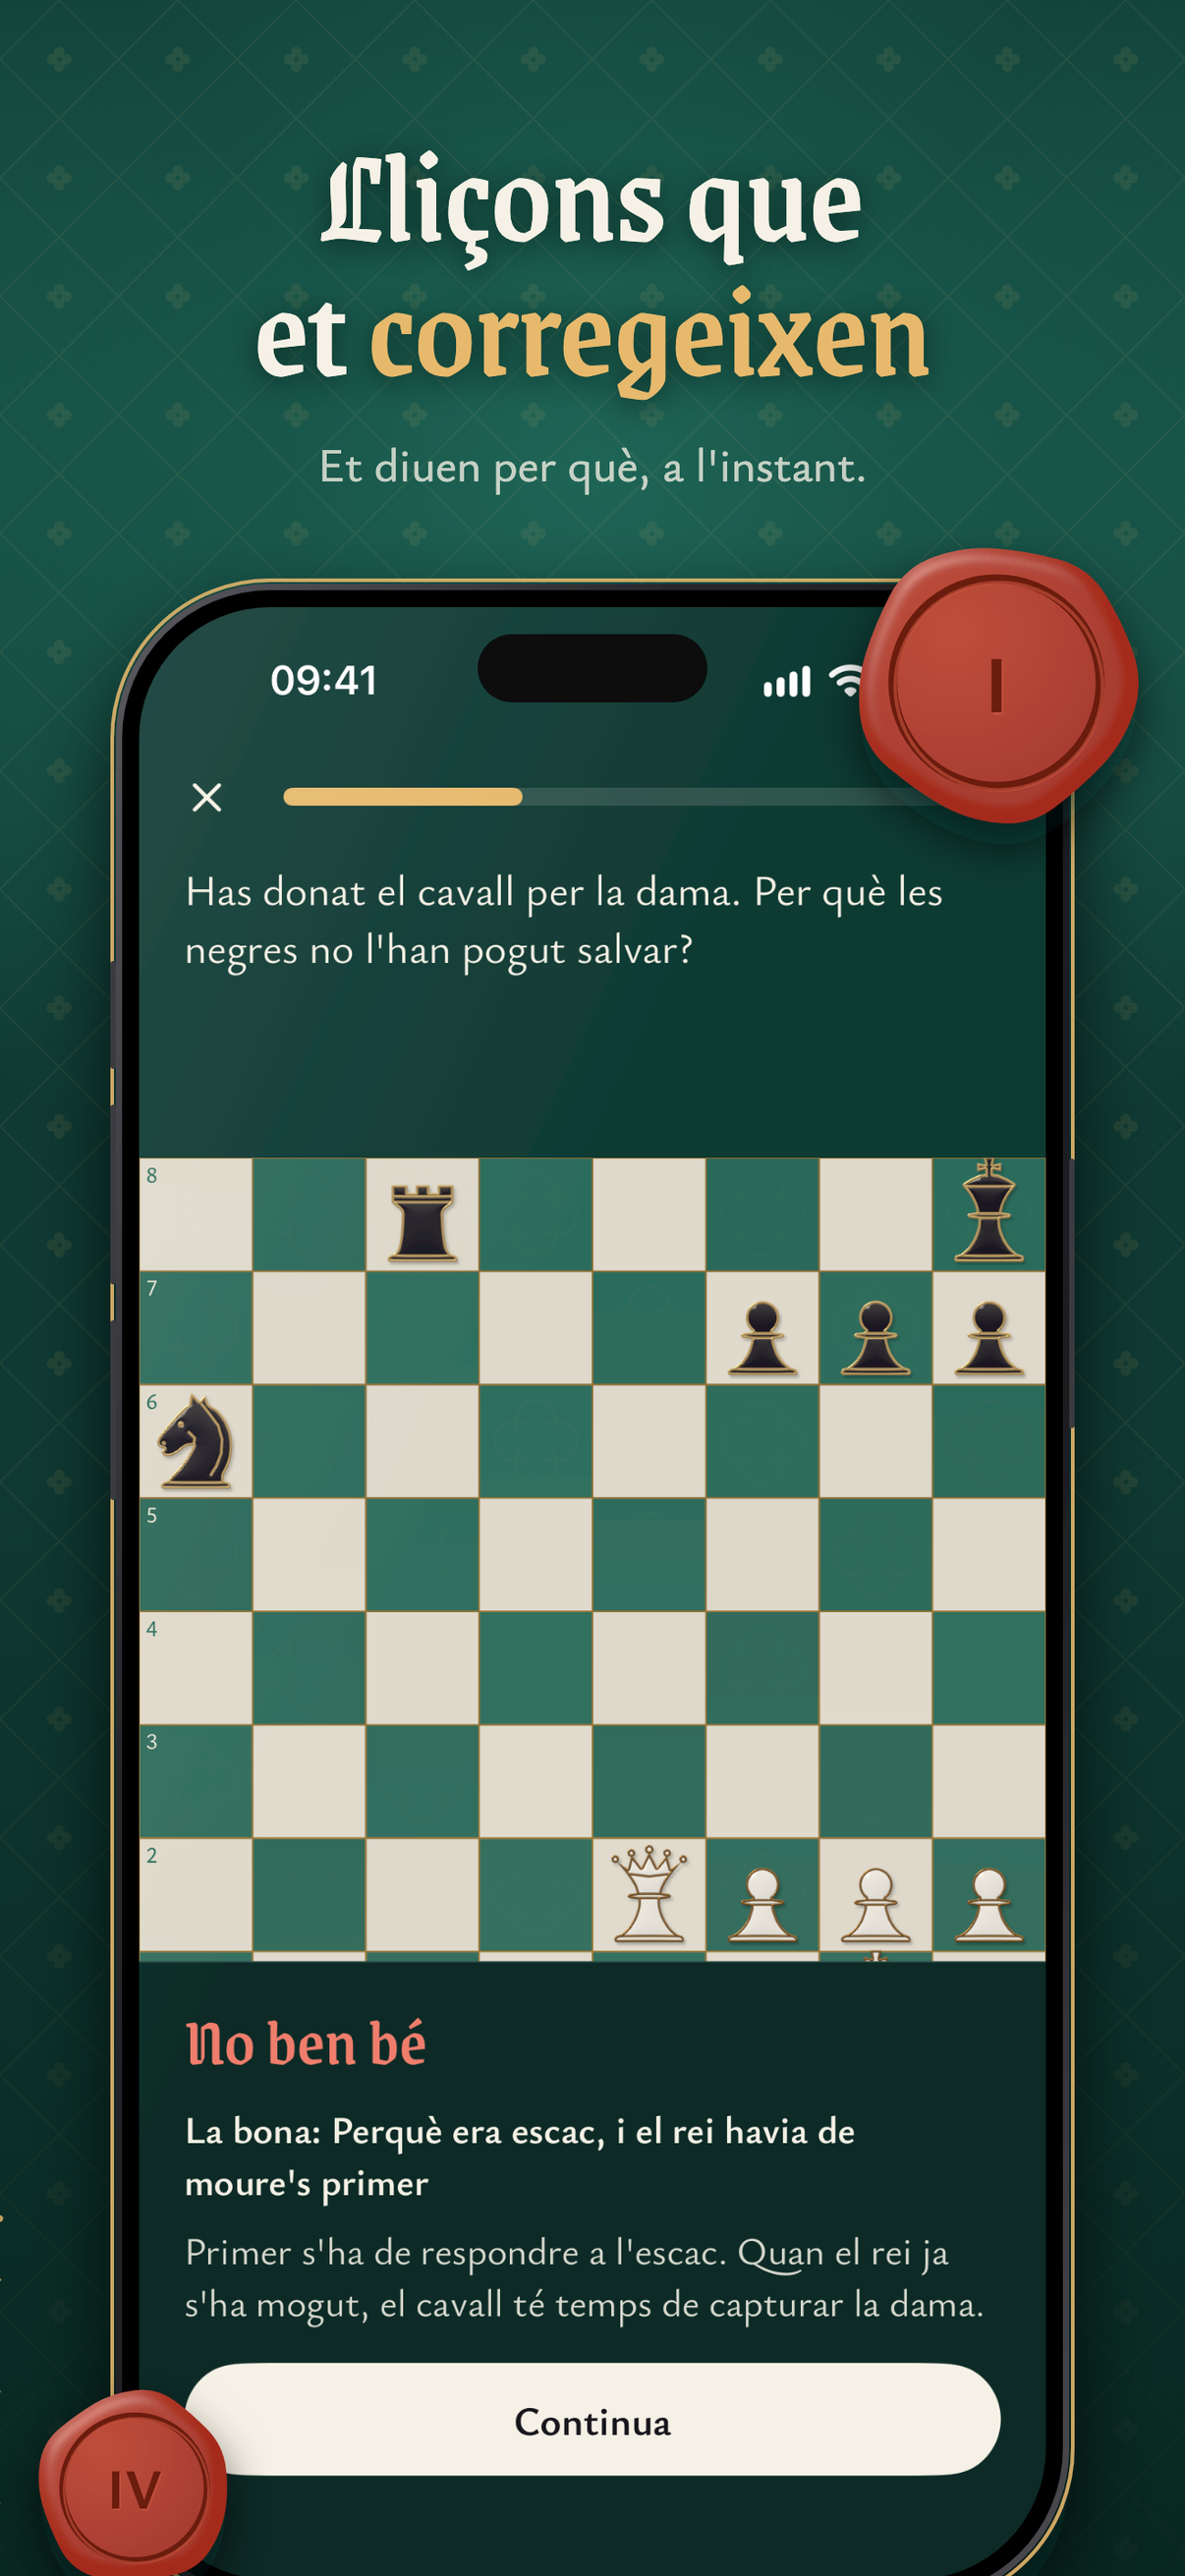 Lliçons que
et corregeixen
Et diuen per què, a l'instant.
09:41
I
Has donat el cavall per la dama. Per què les
negres no l'han pogut salvar?
8
7
6
5
4
3
2
No ben bé
La bona: Perquè era escac, i el rei havia de
moure's primer
Primer s'ha de respondre a l'escac. Quan el rei ja
s'ha mogut, el cavall té temps de capturar la dama.
Continua
IV